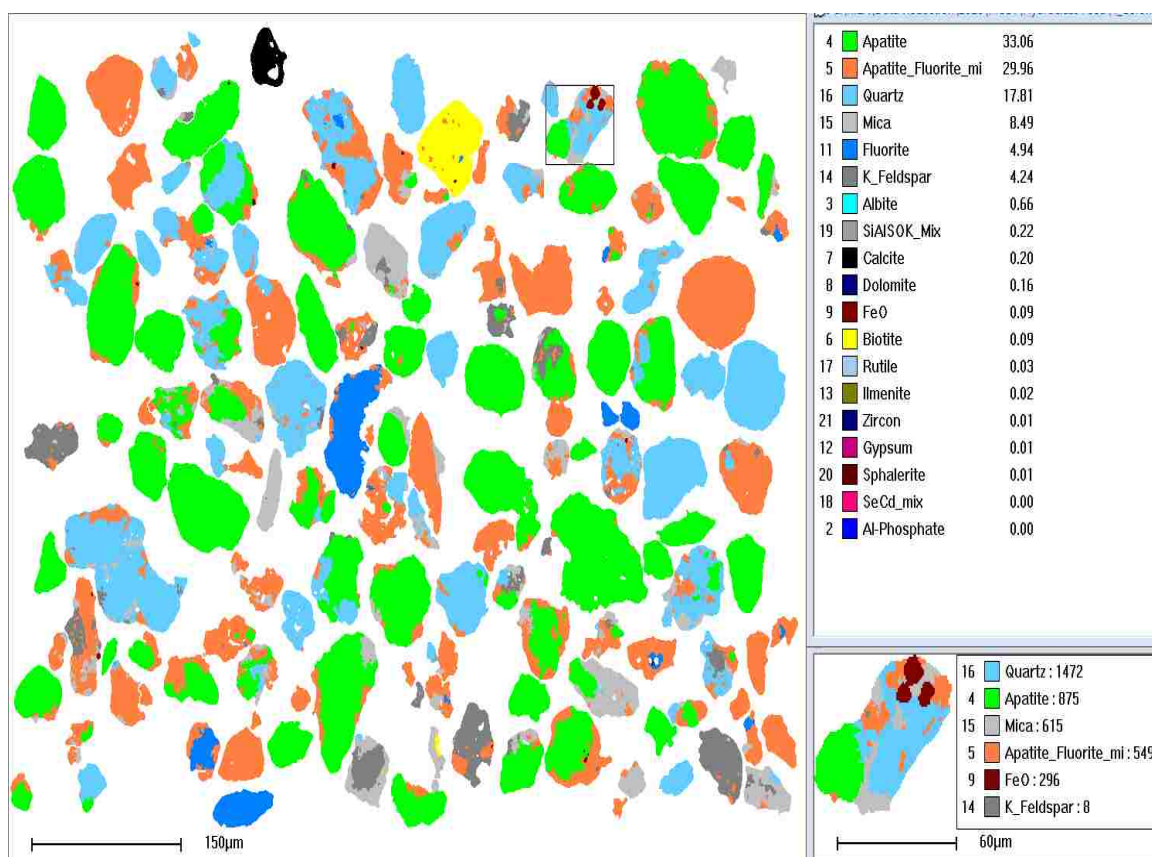 4 Apatite 33.06
5 Apatite_Fluorite_mi 29.96
16 Quartz 17.81
15 Mica 8.49
11 Fluorite 4.94
14 K_Feldspar 4.24
3 Albite 0.66
19 SiAlSOK_Mix 0.22
7 Calcite 0.20
8 Dolomite 0.16
9 FeO 0.09
6 Biotite 0.09
17 Rutile 0.03
13 Ilmenite 0.02
21 Zircon 0.01
12 Gypsum 0.01
20 Sphalerite 0.01
18 SeCd_mix 0.00
2 Al-Phosphate 0.00
150µm
16 Quartz : 1472
4 Apatite : 875
15 Mica : 615
5 Apatite_Fluorite_mi : 549
9 FeO : 296
14 K_Feldspar : 8
60µm